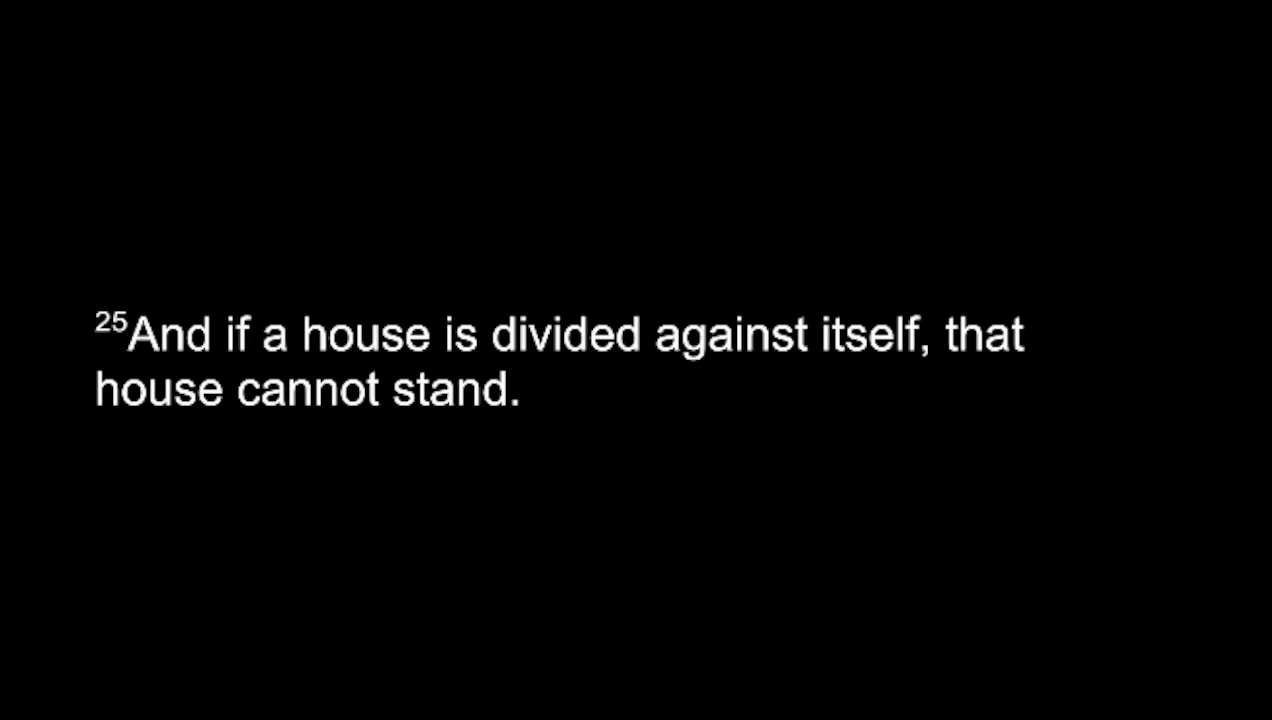 25And if a house is divided against itself, that
house cannot stand.